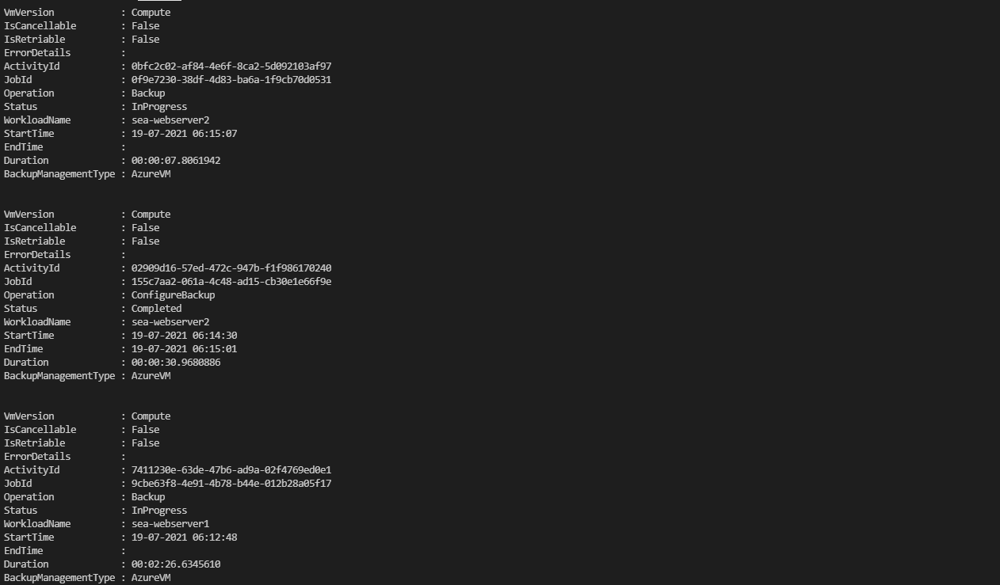 VmVersion            : Compute
IsCancellable        : False
IsRetriable          : False
ErrorDetails         :
ActivityId           : 0bfc2c02-af84-4e6f-8ca2-5d092103af97
JobId                : 0f9e7230-38df-4d83-ba6a-1f9cb70d0531
Operation            : Backup
Status               : InProgress
WorkloadName         : sea-webserver2
StartTime            : 19-07-2021 06:15:07
EndTime              :
Duration             : 00:00:07.8061942
BackupManagementType : AzureVM
VmVersion            : Compute
IsCancellable        : False
IsRetriable          : False
ErrorDetails         :
ActivityId           : 02909d16-57ed-472c-947b-f1f986170240
JobId                : 155c7aa2-061a-4c48-ad15-cb30e1e66f9e
Operation            : ConfigureBackup
Status               : Completed
WorkloadName         : sea-webserver2
StartTime            : 19-07-2021 06:14:30
EndTime              : 19-07-2021 06:15:01
Duration             : 00:00:30.9680886
BackupManagementType : AzureVM
VmVersion            : Compute
IsCancellable        : False
IsRetriable          : False
ErrorDetails         :
ActivityId           : 7411230e-63de-47b6-ad9a-02f4769ed0e1
JobId                : 9cbe63f8-4e91-4b78-b44e-012b28a05f17
Operation            : Backup
Status               : InProgress
WorkloadName         : sea-webserver1
StartTime            : 19-07-2021 06:12:48
EndTime              :
Duration             : 00:02:26.6345610
BackupManagementType : AzureVM